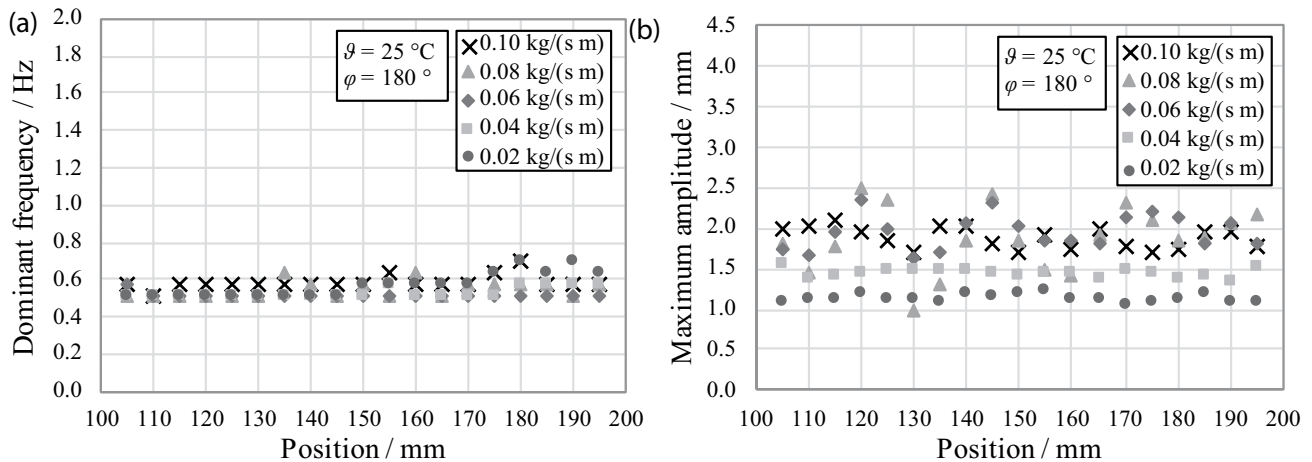 (a)
Dominant frequency / Hz
2.0
1.8
1.6
1.4
1.2
1.0
0.8
0.6
0.4
0.2
0.0
ϑ = 25 °C
φ = 180 °
0.10 kg/(s m)
0.08 kg/(s m)
0.06 kg/(s m)
0.04 kg/(s m)
0.02 kg/(s m)
100 110 120 130 140 150 160 170 180 190 200
Position / mm
(b)
Maximum amplitude / mm
4.5
4.0
3.5
3.0
2.5
2.0
1.5
1.0
0.5
0.0
ϑ = 25 °C
φ = 180 °
0.10 kg/(s m)
0.08 kg/(s m)
0.06 kg/(s m)
0.04 kg/(s m)
0.02 kg/(s m)
100 110 120 130 140 150 160 170 180 190 200
Position / mm